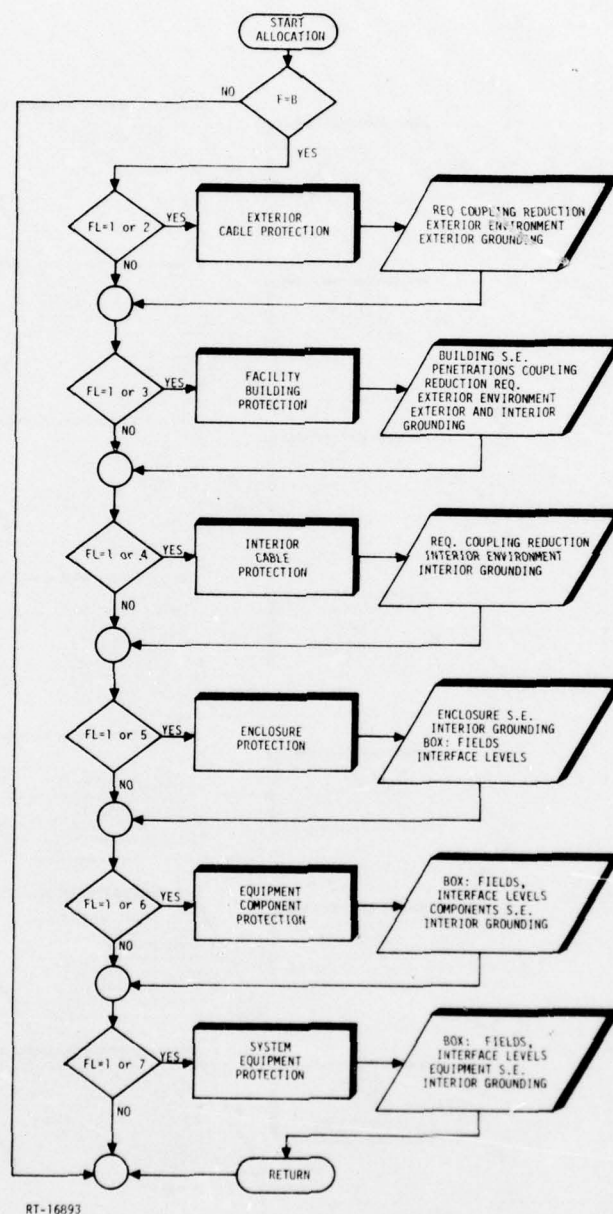 START
ALLOCATION
NO
F=B
YES
FL=1 or 2
YES
EXTERIOR
CABLE PROTECTION
REQ COUPLING REDUCTION
EXTERIOR ENVIRONMENT
EXTERIOR GROUNDING
NO
FL=1 or 3
YES
FACILITY
BUILDING
PROTECTION
BUILDING S.E.
PENETRATIONS COUPLING
REDUCTION REQ.
EXTERIOR ENVIRONMENT
EXTERIOR AND INTERIOR
GROUNDING
NO
FL=1 or 4
YES
INTERIOR
CABLE
PROTECTION
REQ. COUPLING REDUCTION
INTERIOR ENVIRONMENT
INTERIOR GROUNDING
NO
FL=1 or 5
YES
ENCLOSURE
PROTECTION
ENCLOSURE S.E.
INTERIOR GROUNDING
BOX: FIELDS
INTERFACE LEVELS
NO
FL=1 or 6
YES
EQUIPMENT
COMPONENT
PROTECTION
BOX: FIELDS,
INTERFACE LEVELS
COMPONENTS S.E.
INTERIOR GROUNDING
NO
FL=1 or 7
YES
SYSTEM
EQUIPMENT
PROTECTION
BOX: FIELDS,
INTERFACE LEVELS
EQUIPMENT S.E.
INTERIOR GROUNDING
NO
RETURN
RT-16893